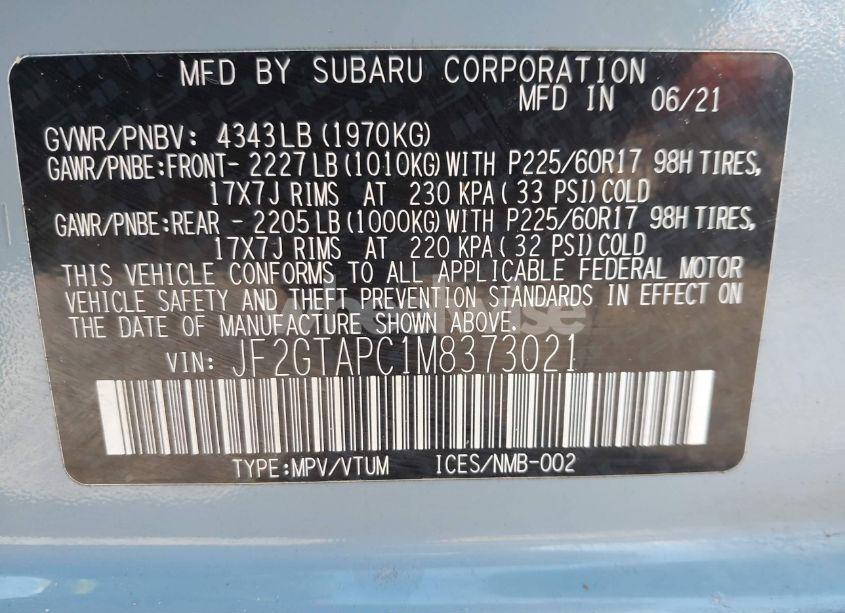 MFD BY SUBARU CORPORATION
MFD IN 06/21
GVWR/PNBV: 4343LB (1970KG)
GAWR/PNBE:FRONT- 2227LB (1010KG) WITH P225/60R17 98H TIRES,
17X7J RIMS AT 230 KPA( 33 PSI)COLD
GAWR/PNBE:REAR - 2205LB (1000KG) WITH P225/60R17 98H TIRES,
17X7J RIMS AT 220 KPA( 32 PSI)COLD
THIS VEHICLE CONFORMS TO ALL APPLICABLE FEDERAL MOTOR
VEHICLE SAFETY AND THEFT PREVENTION STANDARDS IN EFFECT ON
THE DATE OF MANUFACTURE SHOWN ABOVE.
VIN: JF2GTAPC1M8373021
TYPE:MPV/VTUM ICES/NMB-002